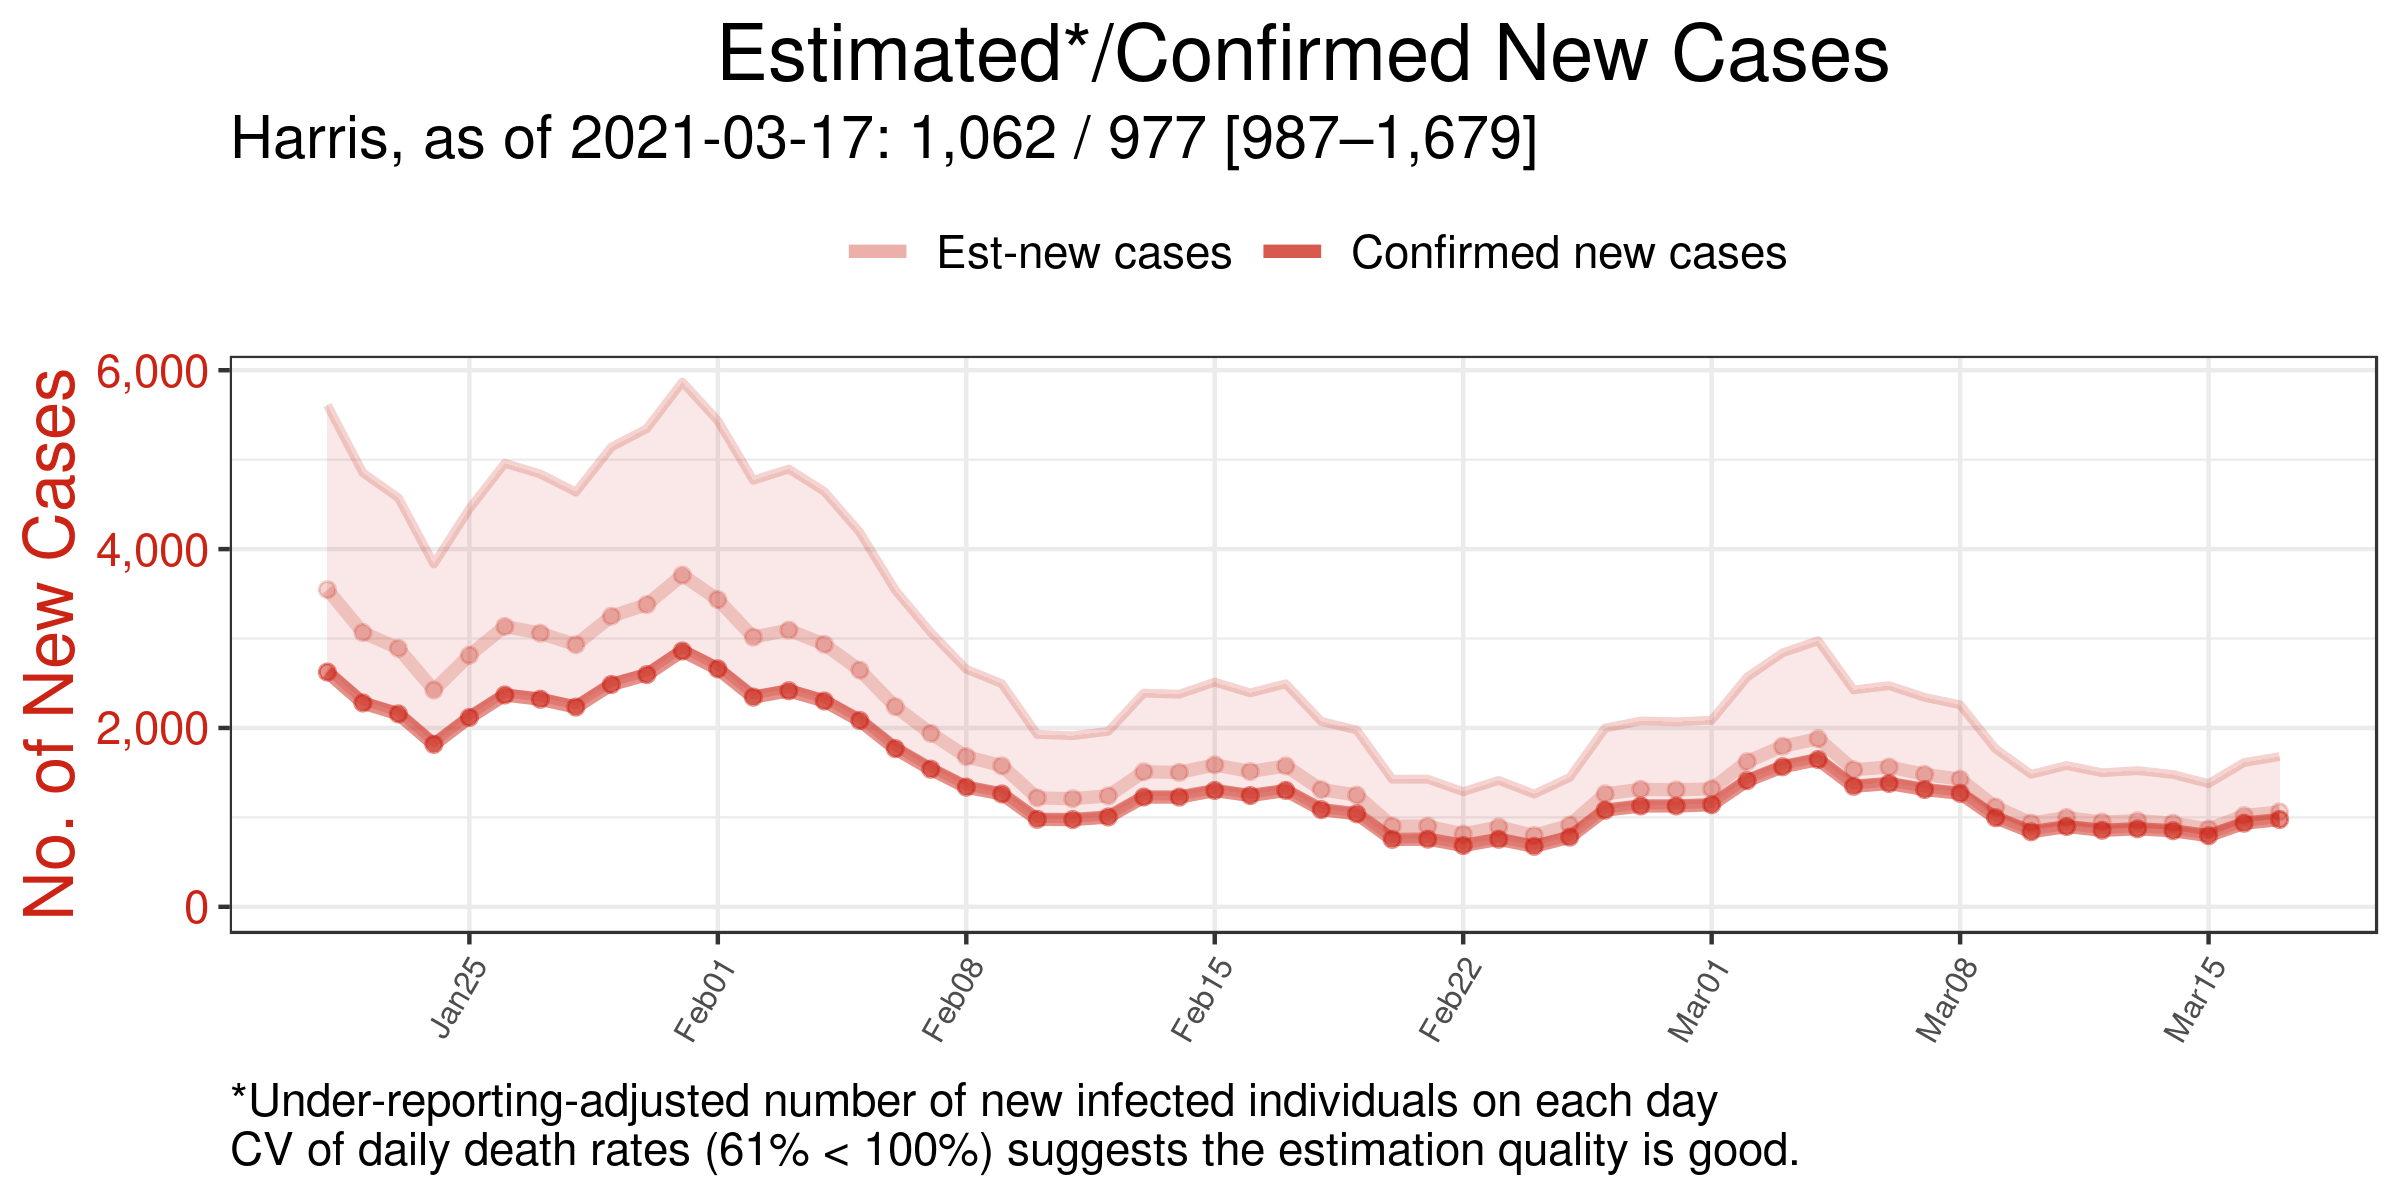 Estimated*/Confirmed New Cases
Harris, as of 2021-03-17: 1,062 / 977 [987–1,679]
Est-new cases Confirmed new cases
No. of New Cases
6,000
4,000
2,000
0
Jan25 Feb01 Feb08 Feb15 Feb22 Mar01 Mar08 Mar15
*Under-reporting-adjusted number of new infected individuals on each day
CV of daily death rates (61% < 100%) suggests the estimation quality is good.